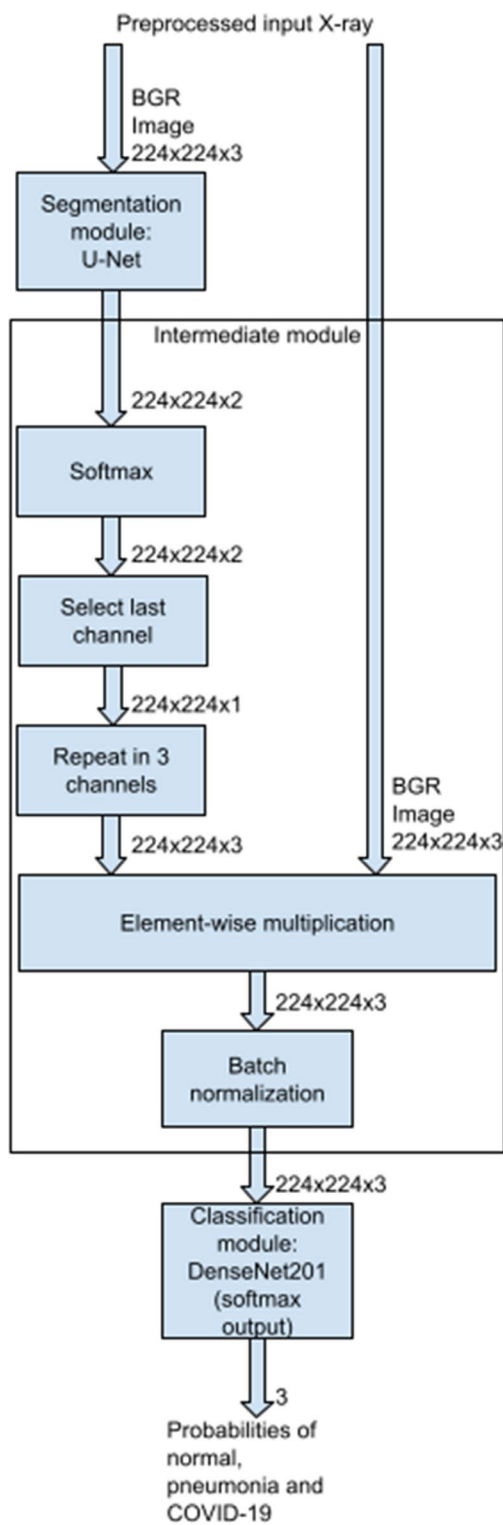 Preprocessed input X-ray
BGR
Image
224x224x3
Segmentation
module:
U-Net
Intermediate module
224x224x2
Softmax
224x224x2
Select last
channel
224x224x1
Repeat in 3
channels
224x224x3
BGR
Image
224x224x3
Element-wise multiplication
224x224x3
Batch
normalization
224x224x3
Classification
module:
DenseNet201
(softmax
output)
3
Probabilities of
normal,
pneumonia and
COVID-19